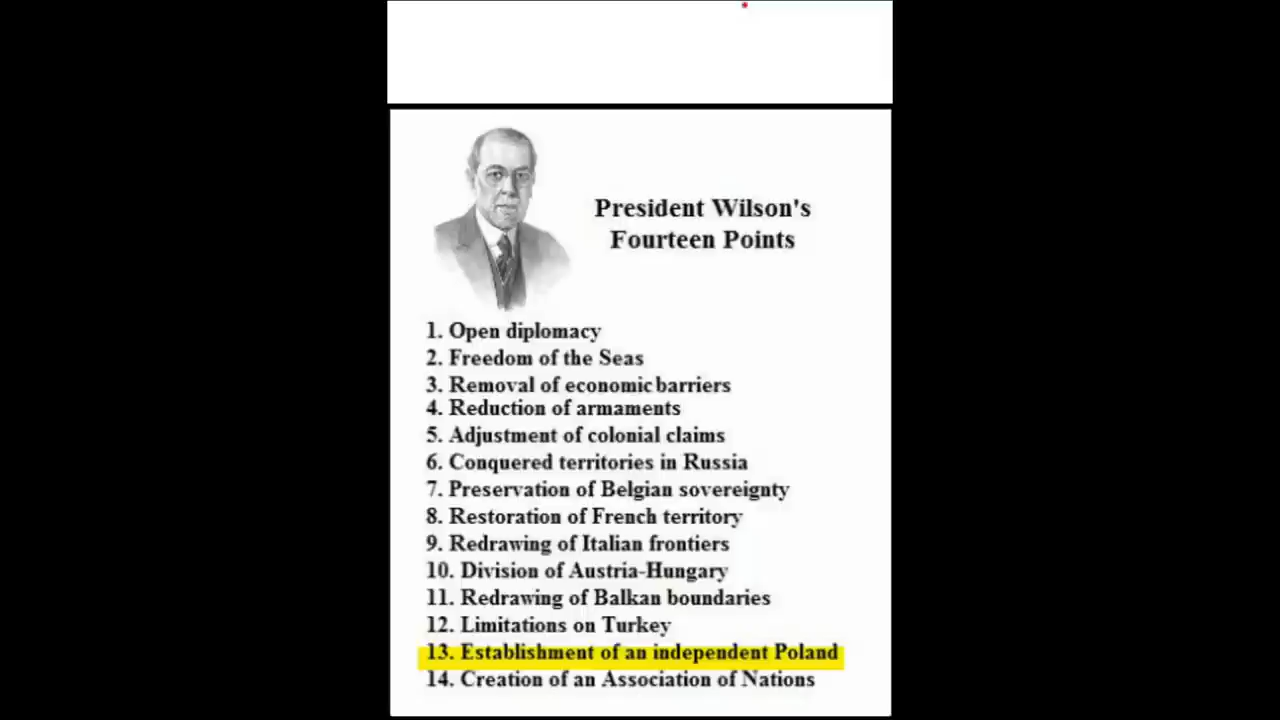 President Wilson's
Fourteen Points
1. Open diplomacy
2. Freedom of the Seas
3. Removal of economic barriers
4. Reduction of armaments
5. Adjustment of colonial claims
6. Conquered territories in Russia
7. Preservation of Belgian sovereignty
8. Restoration of French territory
9. Redrawing of Italian frontiers
10. Division of Austria-Hungary
11. Redrawing of Balkan boundaries
12. Limitations on Turkey
13. Establishment of an independent Poland
14. Creation of an Association of Nations